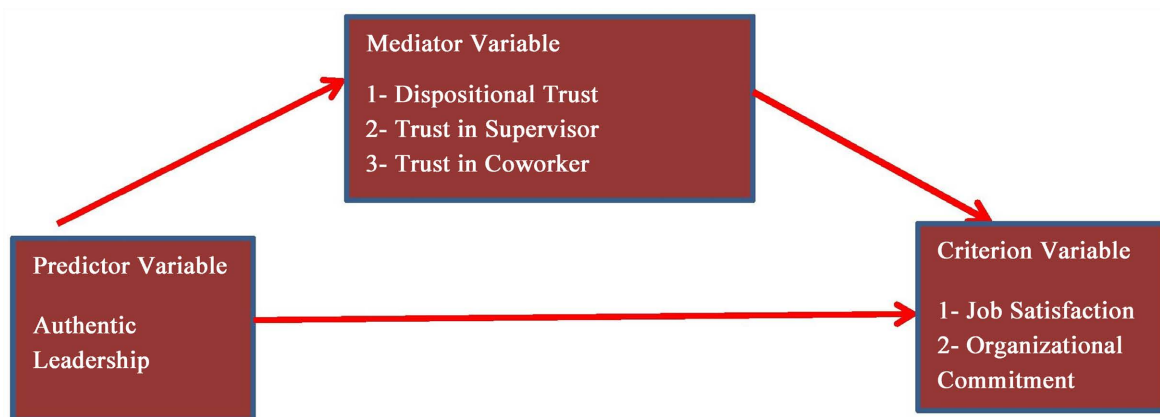 Mediator Variable
1- Dispositional Trust
2- Trust in Supervisor
3- Trust in Coworker
Predictor Variable
Authentic
Leadership
Criterion Variable
1- Job Satisfaction
2- Organizational
Commitment